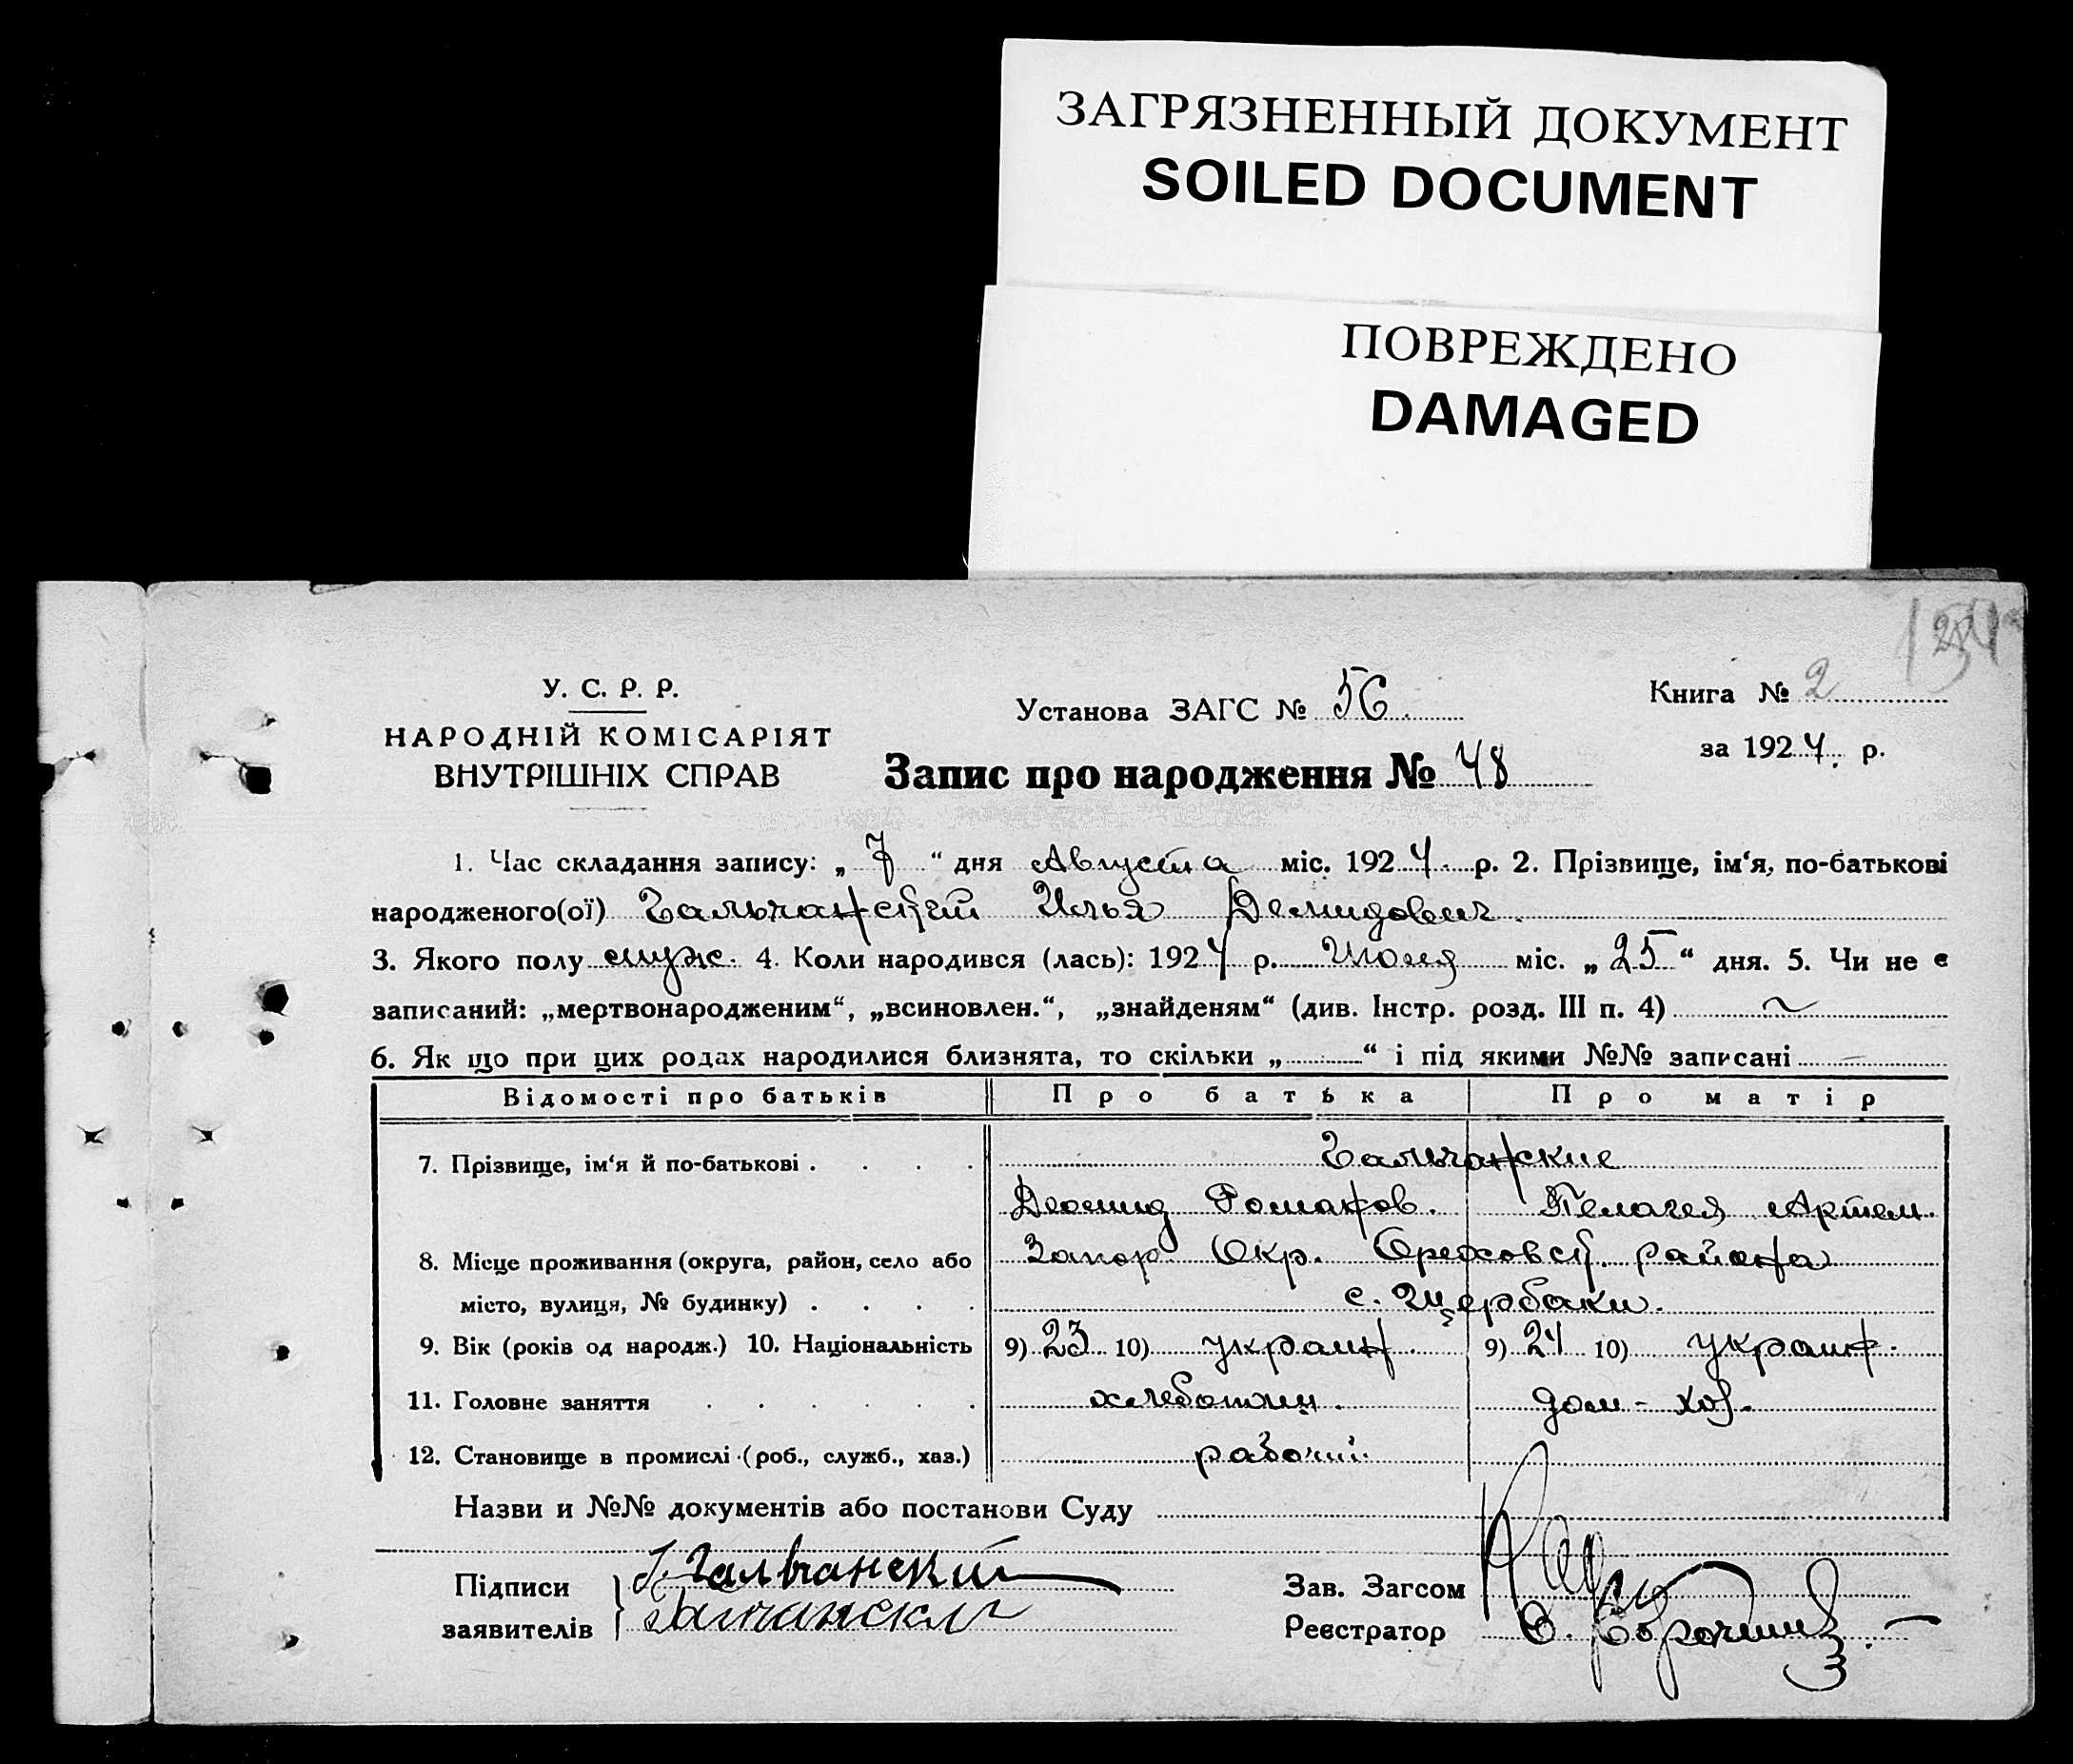 ЗАГРЯЗНЕННЫЙ ДОКУМЕНТ
SOILED DOCUMENT
ПОВРЕЖДЕНО
DAMAGED
У. С. Р. Р.
НАРОДНІЙ КОМІСАРІЯТ
ВНУТРІШНІХ СПРАВ
Установа ЗАГС № 56
Запис про народження № 48
Книга № 2
за 1924 р.
1. Час складання запису: „ 7 “ дня Августа міс. 1924 р. 2. Прізвище, ім‘я, по-батькові
народженого(ої) Гальчанский Илья Демидович.
3. Якого полу муж. 4. Коли народився (лась): 1924 р. Июля міс. „ 25 “ дня. 5. Чи не є
записаний: „мертвонародженим“, „всиновлен.“, „знайденям“ (див. Інстр. розд. III п. 4) ~
6. Як що при цих родах народилися близнята, то скільки „ “ і під якими №№ записані —
Відомості про батьків Про батька Про матір
7. Прізвище, ім‘я й по-батькові . . . . Гальчанские
Роман​ов. Пелагея Артем.
8. Місце проживання (округа, район, село або Запор. Окр. Ореховск. района
місто, вулиця, № будинку) . . . . с. Щербаки.
9. Вік (років од народж.) 10. Національність 9) 23 10) украин. 9) 24 10) украин.
11. Головне заняття . . . . . хлебопашец. дом-хоз.
12. Становище в промислі (роб., служб., хаз.) рабочий
Назви и №№ документів або постанови Суду
Підписи Гальчанский Зав. Загсом
заявителів Реєстратор